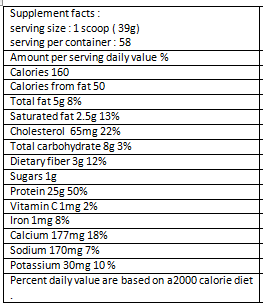 Supplement facts :
serving size : 1 scoop ( 39g)
serving per container : 58
Amount per serving daily value %
Calories 160
Calories from fat 50
Total fat 5g 8%
Saturated fat 2.5g 13%
Cholesterol 65mg 22%
Total carbohydrate 8g 3%
Dietary fiber 3g 12%
Sugars 1g
Protein 25g 50%
Vitamin C 1mg 2%
Iron 1mg 8%
Calcium 177mg 18%
Sodium 170mg 7%
Potassium 30mg 10 %
Percent daily value are based on a 2000 calorie diet
.